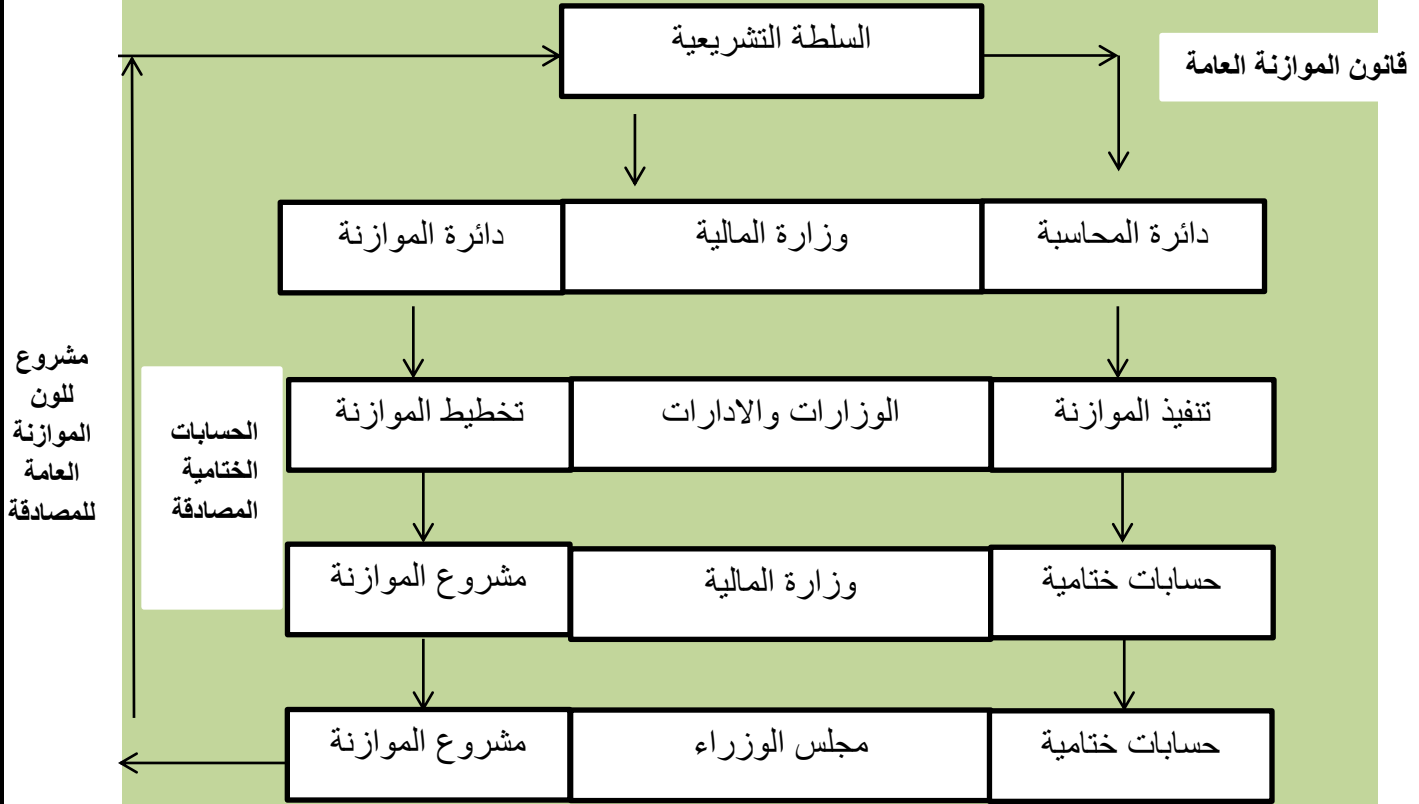 السلطة التشريعية
قانون الموازنة العامة
دائرة المحاسبة
وزارة المالية
دائرة الموازنة
تنفيذ الموازنة
الوزارات والادارات
تخطيط الموازنة
حسابات ختامية
وزارة المالية
مشروع الموازنة
حسابات ختامية
مجلس الوزراء
مشروع الموازنة
الحسابات
الختامية
المصادقة
مشروع
للون
الموازنة
العامة
للمصادقة